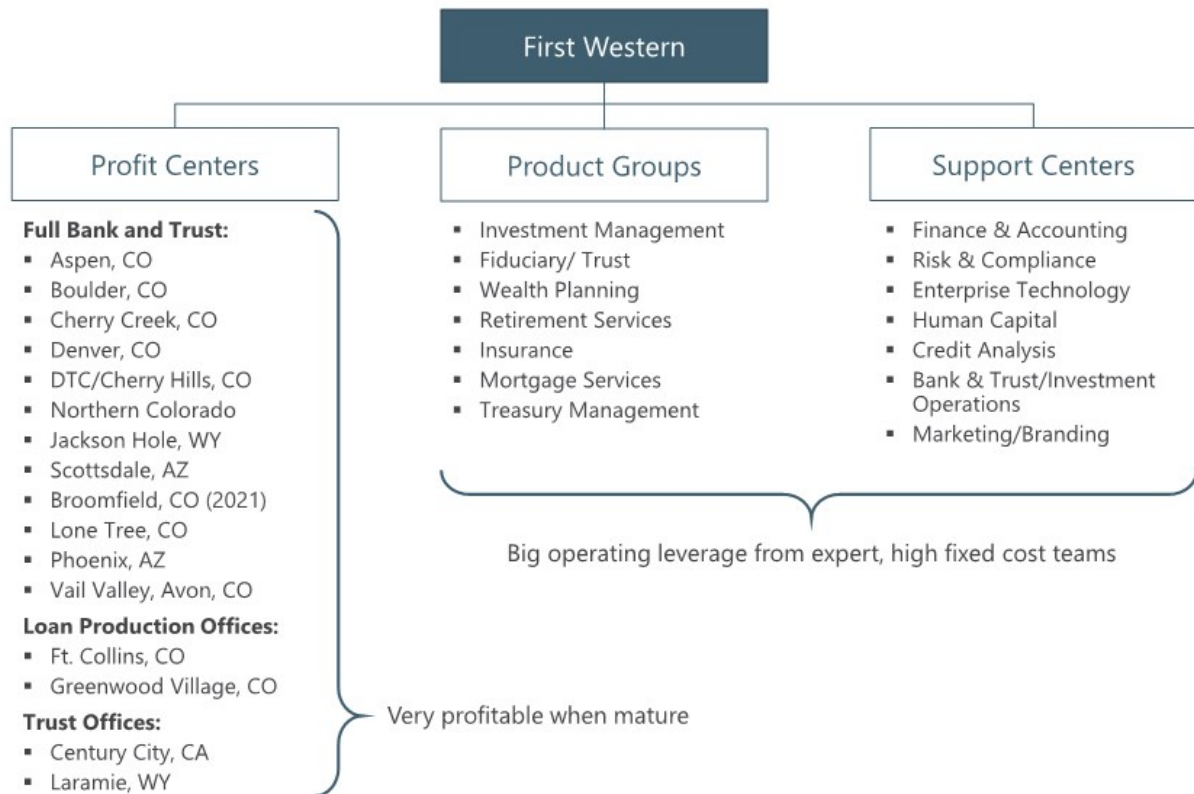 First Western
Profit Centers
Full Bank and Trust:
▪ Aspen, CO
▪ Boulder, CO
▪ Cherry Creek, CO
▪ Denver, CO
▪ DTC/Cherry Hills, CO
▪ Northern Colorado
▪ Jackson Hole, WY
▪ Scottsdale, AZ
▪ Broomfield, CO (2021)
▪ Lone Tree, CO
▪ Phoenix, AZ
▪ Vail Valley, Avon, CO
Loan Production Offices:
▪ Ft. Collins, CO
▪ Greenwood Village, CO
Trust Offices:
▪ Century City, CA
▪ Laramie, WY
Very profitable when mature
Product Groups
▪ Investment Management
▪ Fiduciary/ Trust
▪ Wealth Planning
▪ Retirement Services
▪ Insurance
▪ Mortgage Services
▪ Treasury Management
Support Centers
▪ Finance & Accounting
▪ Risk & Compliance
▪ Enterprise Technology
▪ Human Capital
▪ Credit Analysis
▪ Bank & Trust/Investment
Operations
▪ Marketing/Branding
Big operating leverage from expert, high fixed cost teams